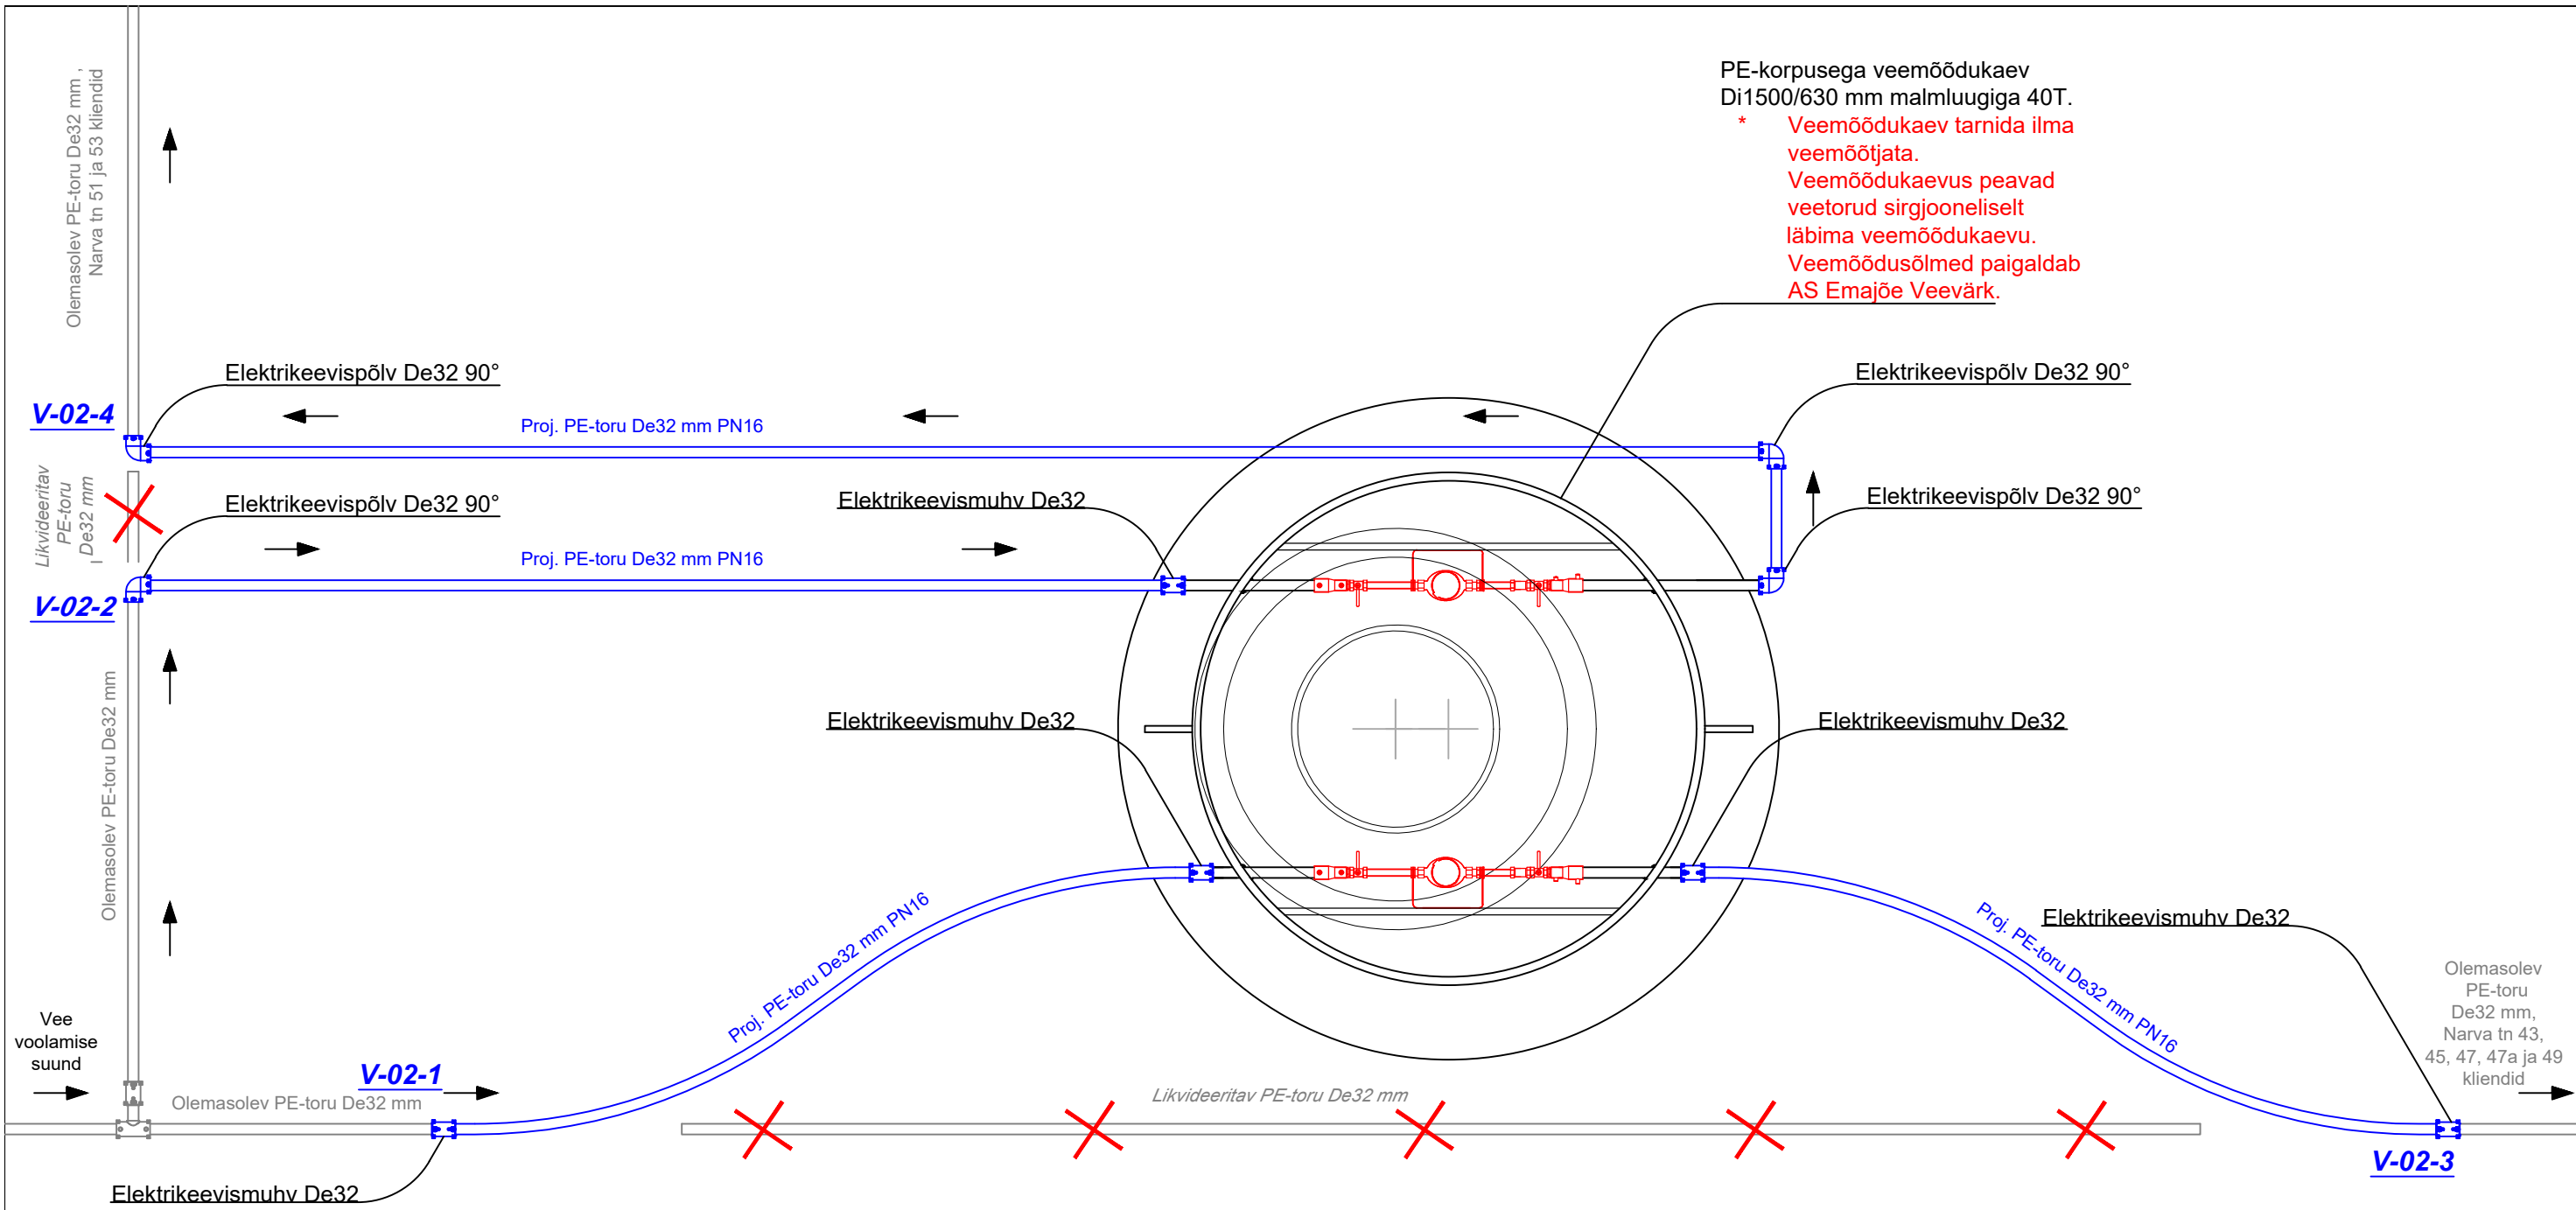 Olemasolev PE-toru De32 mm ,
Narva tn 51 ja 53 kliendid
PE-korpusega veemõõdukaev
Di1500/630 mm malmluugiga 40T.
* Veemõõdukaev tarnida ilma
veemõõtjata.
Veemõõdukaevus peavad
veetorud sirgjooneliselt
läbima veemõõdukaevu.
Veemõõdusõlmed paigaldab
AS Emajõe Veevärk.
Elektrikeevispõlv De32 90°
Elektrikeevispõlv De32 90°
V-02-4
Proj. PE-toru De32 mm PN16
Likvideeritav
PE-toru
De32 mm
Elektrikeevispõlv De32 90°
Elektrikeevismuhv De32
Elektrikeevispõlv De32 90°
Proj. PE-toru De32 mm PN16
V-02-2
Olemasolev PE-toru De32 mm
Elektrikeevismuhv De32
Elektrikeevismuhv De32
Proj. PE-toru De32 mm PN16
Proj. PE-toru De32 mm PN16
Elektrikeevismuhv De32
Olemasolev
PE-toru
De32 mm,
Narva tn 43,
45, 47, 47a ja 49
kliendid
Vee
voolamise
suund
V-02-1
Olemasolev PE-toru De32 mm
Likvideeritav PE-toru De32 mm
V-02-3
Elektrikeevismuhv De32